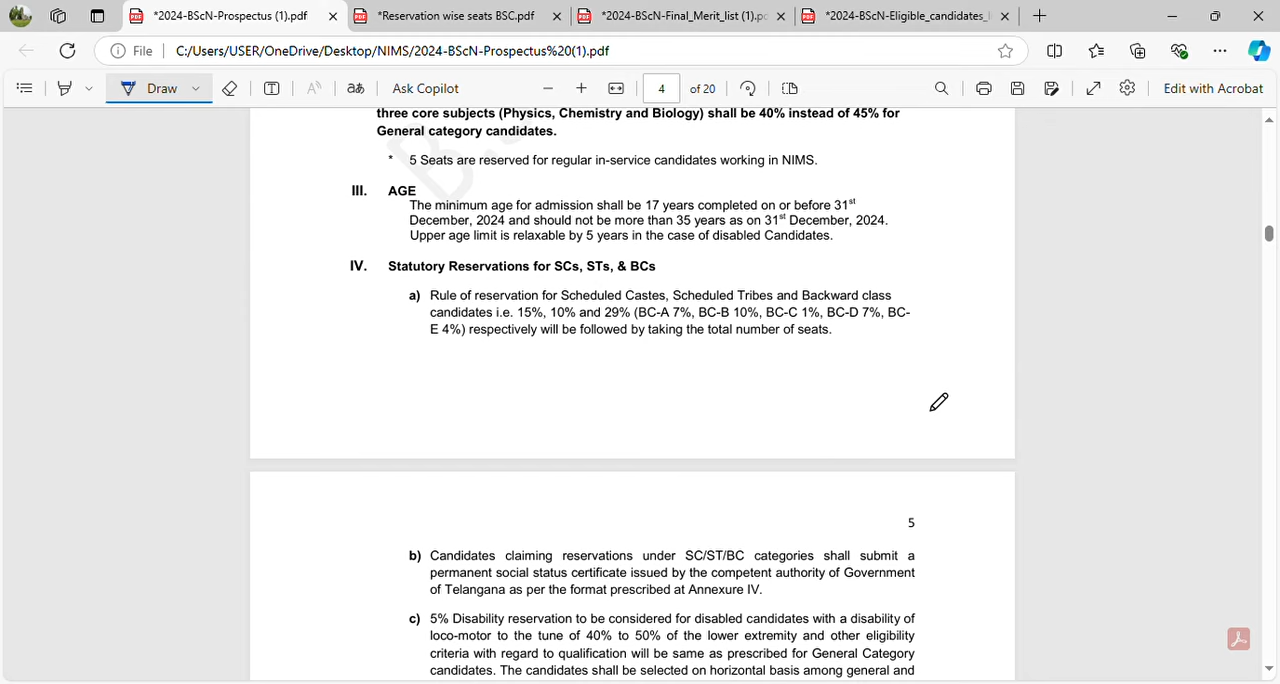 *2024-BScN-Prospectus (1).pdf
*Reservation wise seats BSC.pdf
*2024-BScN-Final_Merit_list (1).pc
*2024-BScN-Eligible_candidates_l
File
C:/Users/USER/OneDrive/Desktop/NIMS/2024-BScN-Prospectus%20(1).pdf
Draw
Ask Copilot
4 of 20
Edit with Acrobat
three core subjects (Physics, Chemistry and Biology) shall be 40% instead of 45% for
General category candidates.
* 5 Seats are reserved for regular in-service candidates working in NIMS.
III. AGE
The minimum age for admission shall be 17 years completed on or before 31st
December, 2024 and should not be more than 35 years as on 31st December, 2024.
Upper age limit is relaxable by 5 years in the case of disabled Candidates.
IV. Statutory Reservations for SCs, STs, & BCs
a) Rule of reservation for Scheduled Castes, Scheduled Tribes and Backward class
candidates i.e. 15%, 10% and 29% (BC-A 7%, BC-B 10%, BC-C 1%, BC-D 7%, BC-
E 4%) respectively will be followed by taking the total number of seats.
5
b) Candidates claiming reservations under SC/ST/BC categories shall submit a
permanent social status certificate issued by the competent authority of Government
of Telangana as per the format prescribed at Annexure IV.
c) 5% Disability reservation to be considered for disabled candidates with a disability of
loco-motor to the tune of 40% to 50% of the lower extremity and other eligibility
criteria with regard to qualification will be same as prescribed for General Category
candidates. The candidates shall be selected on horizontal basis among general and